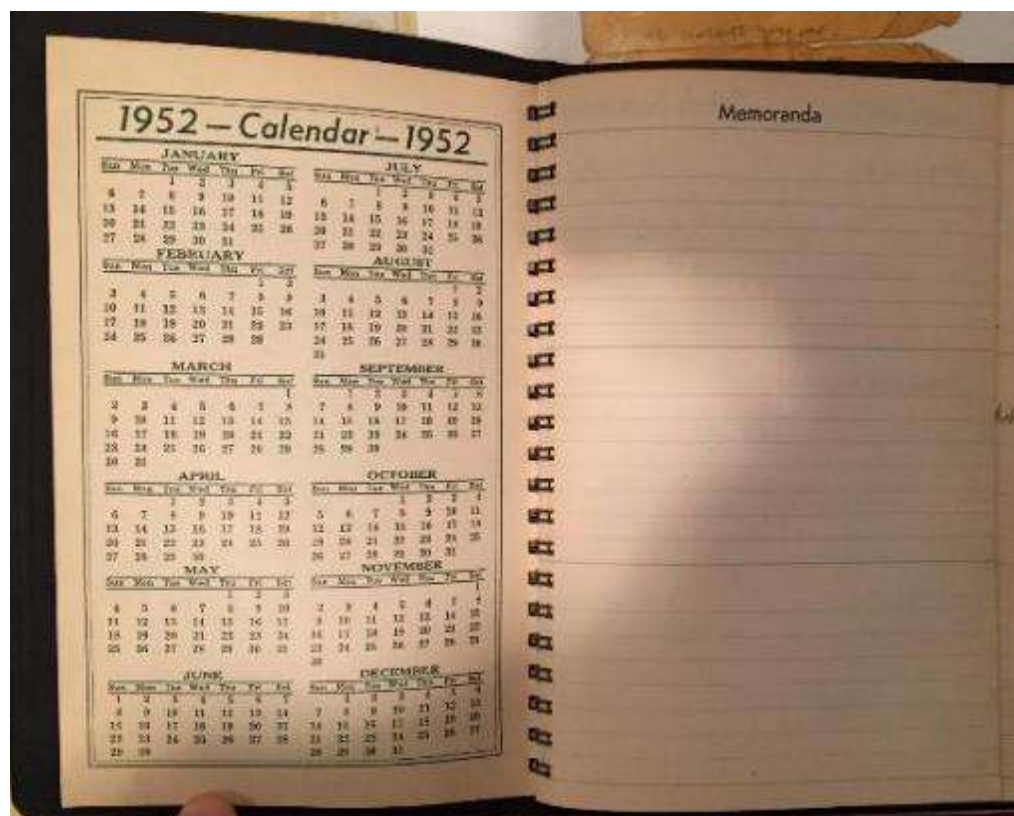 1952 — Calendar — 1952
JANUARY
Sun Mon Tue Wed Thu Fri Sat
1 2 3 4 5
6 7 8 9 10 11 12
13 14 15 16 17 18 19
20 21 22 23 24 25 26
27 28 29 30 31
FEBRUARY
Sun Mon Tue Wed Thu Fri Sat
1 2
3 4 5 6 7 8 9
10 11 12 13 14 15 16
17 18 19 20 21 22 23
24 25 26 27 28 29
MARCH
Sun Mon Tue Wed Thu Fri Sat
1
2 3 4 5 6 7 8
9 10 11 12 13 14 15
16 17 18 19 20 21 22
23 24 25 26 27 28 29
30 31
APRIL
Sun Mon Tue Wed Thu Fri Sat
1 2 3 4 5
6 7 8 9 10 11 12
13 14 15 16 17 18 19
20 21 22 23 24 25 26
27 28 29 30
MAY
Sun Mon Tue Wed Thu Fri Sat
1 2 3
4 5 6 7 8 9 10
11 12 13 14 15 16 17
18 19 20 21 22 23 24
25 26 27 28 29 30 31
JUNE
Sun Mon Tue Wed Thu Fri Sat
1 2 3 4 5 6 7
8 9 10 11 12 13 14
15 16 17 18 19 20 21
22 23 24 25 26 27 28
29 30
JULY
Sun Mon Tue Wed Thu Fri Sat
1 2 3 4 5
6 7 8 9 10 11 12
13 14 15 16 17 18 19
20 21 22 23 24 25 26
27 28 29 30 31
AUGUST
Sun Mon Tue Wed Thu Fri Sat
1 2
3 4 5 6 7 8 9
10 11 12 13 14 15 16
17 18 19 20 21 22 23
24 25 26 27 28 29 30
31
SEPTEMBER
Sun Mon Tue Wed Thu Fri Sat
1 2 3 4 5 6
7 8 9 10 11 12 13
14 15 16 17 18 19 20
21 22 23 24 25 26 27
28 29 30
OCTOBER
Sun Mon Tue Wed Thu Fri Sat
1 2 3 4
5 6 7 8 9 10 11
12 13 14 15 16 17 18
19 20 21 22 23 24 25
26 27 28 29 30 31
NOVEMBER
Sun Mon Tue Wed Thu Fri Sat
1
2 3 4 5 6 7 8
9 10 11 12 13 14 15
16 17 18 19 20 21 22
23 24 25 26 27 28 29
30
DECEMBER
Sun Mon Tue Wed Thu Fri Sat
1 2 3 4 5 6
7 8 9 10 11 12 13
14 15 16 17 18 19 20
21 22 23 24 25 26 27
28 29 30 31
Memoranda